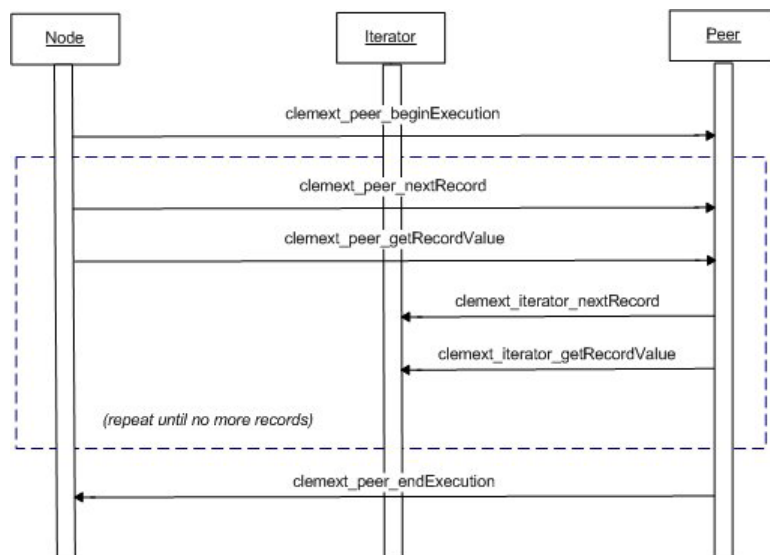 Node
Iterator
Peer
clemext_peer_beginExecution
clemext_peer_nextRecord
clemext_peer_getRecordValue
clemext_iterator_nextRecord
clemext_iterator_getRecordValue
(repeat until no more records)
clemext_peer_endExecution